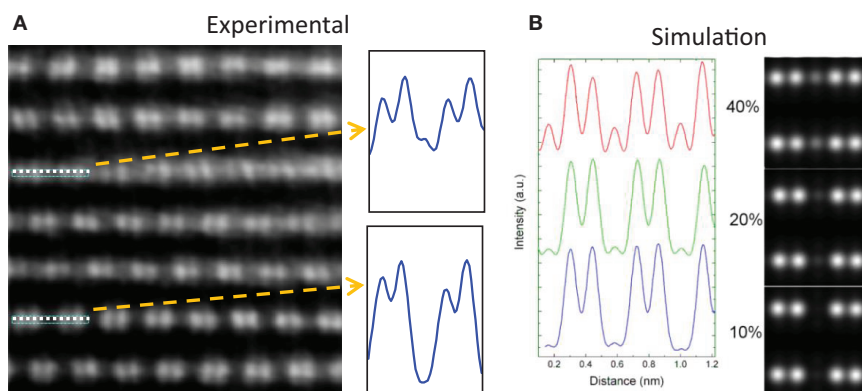 A
Experimental
B
Simulation
Intensity (a.u.)
40%
20%
10%
0.2 0.4 0.6 0.8 1.0 1.2
Distance (nm)